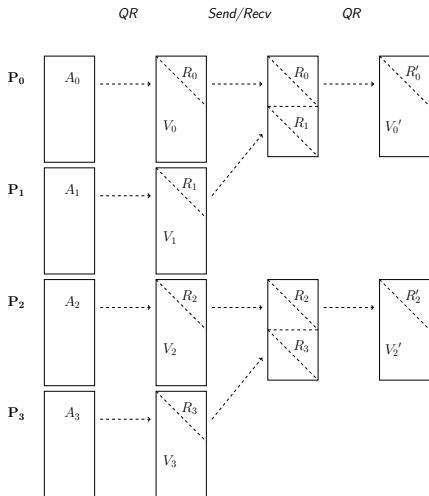 QR Send/Recv QR
P₀ A₀ R₀ R₀ R₀′
V₀ R₁ V₀′
P₁ A₁ R₁
V₁
P₂ A₂ R₂ R₂ R₂′
V₂ R₃ V₂′
P₃ A₃ R₃
V₃